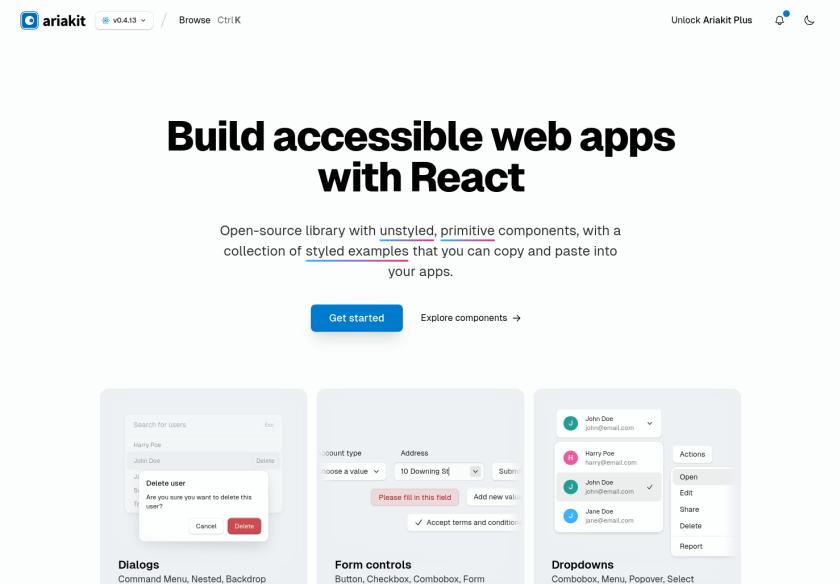 ariakit
v0.4.13
Browse Ctrl K
Unlock Ariakit Plus
Build accessible web apps
with React
Open-source library with unstyled, primitive components, with a
collection of styled examples that you can copy and paste into
your apps.
Get started
Explore components →
Search for users
Esc
Harry Poe
John Doe
Delete
Delete user
Are you sure you want to delete this
user?
Cancel
Delete
Dialogs
Command Menu, Nested, Backdrop
Address
10 Downing St
a value
Please fill in this field
Add new
Accept terms and
Form controls
Button, Checkbox, Combobox, Form
John Doe
john@email.com
Harry Poe
harry@email.com
John Doe
john@email.com
Jane Doe
jane@email.com
Actions
Open
Edit
Share
Delete
Report
Dropdowns
Combobox, Menu, Popover, Select